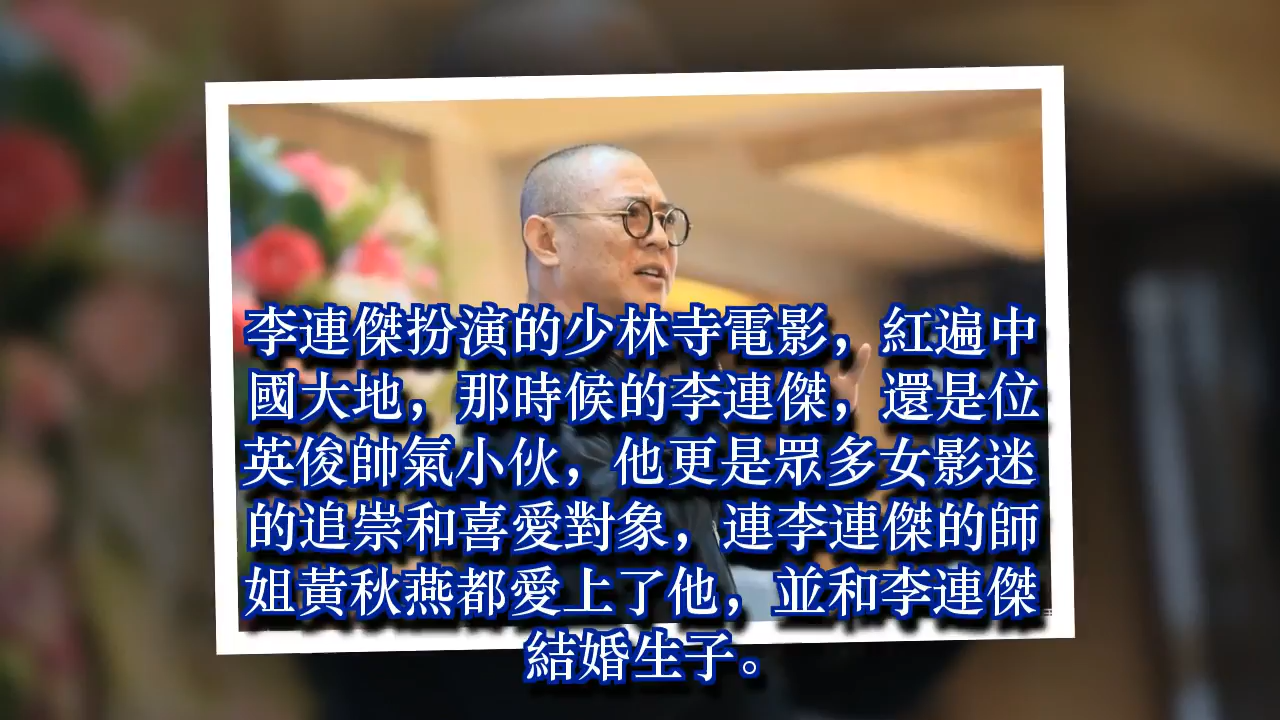 李連傑扮演的少林寺電影，紅遍中
國大地，那時候的李連傑，還是位
英俊帥氣小伙，他更是眾多女影迷
的追崇和喜愛對象，連李連傑的師
姐黃秋燕都愛上了他，並和李連傑
結婚生子。